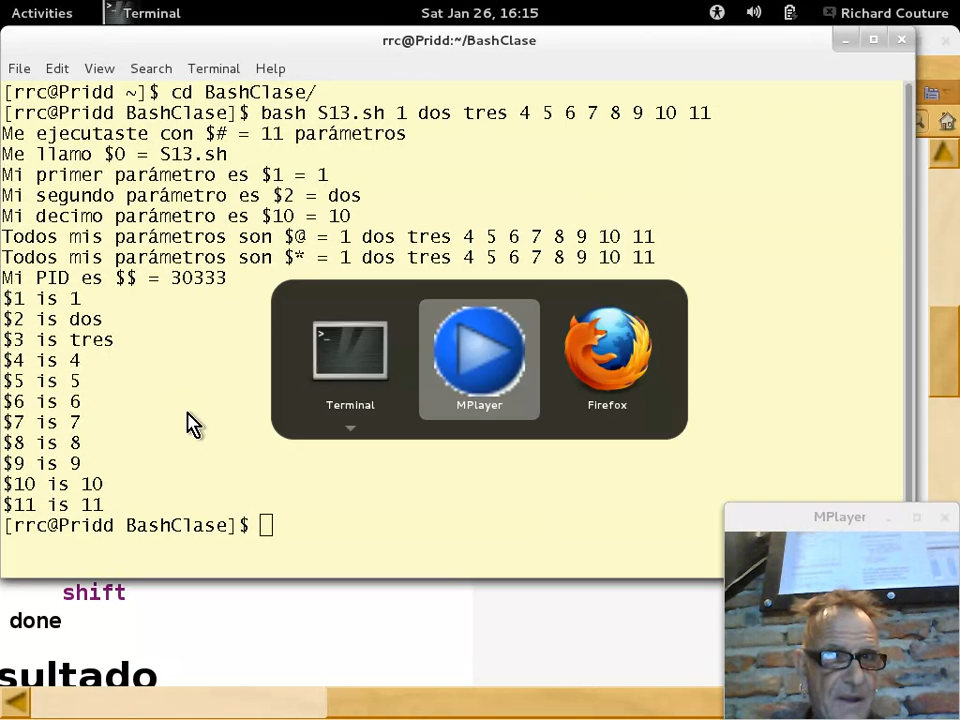 Activities Terminal Sat Jan 26, 16:15 Richard Couture
rrc@Pridd:~/BashClase
File Edit View Search Terminal Help
[rrc@Pridd ~]$ cd BashClase/
[rrc@Pridd BashClase]$ bash S13.sh 1 dos tres 4 5 6 7 8 9 10 11
Me ejecutaste con $# = 11 parámetros
Me llamo $0 = S13.sh
Mi primer parámetro es $1 = 1
Mi segundo parámetro es $2 = dos
Mi decimo parámetro es $10 = 10
Todos mis parámetros son $@ = 1 dos tres 4 5 6 7 8 9 10 11
Todos mis parámetros son $* = 1 dos tres 4 5 6 7 8 9 10 11
Mi PID es $$ = 30333
$1 is 1
$2 is dos
$3 is tres
$4 is 4
$5 is 5
$6 is 6
$7 is 7
$8 is 8
$9 is 9
$10 is 10
$11 is 11
[rrc@Pridd BashClase]$
Terminal MPlayer Firefox
MPlayer
shift
done
sultado